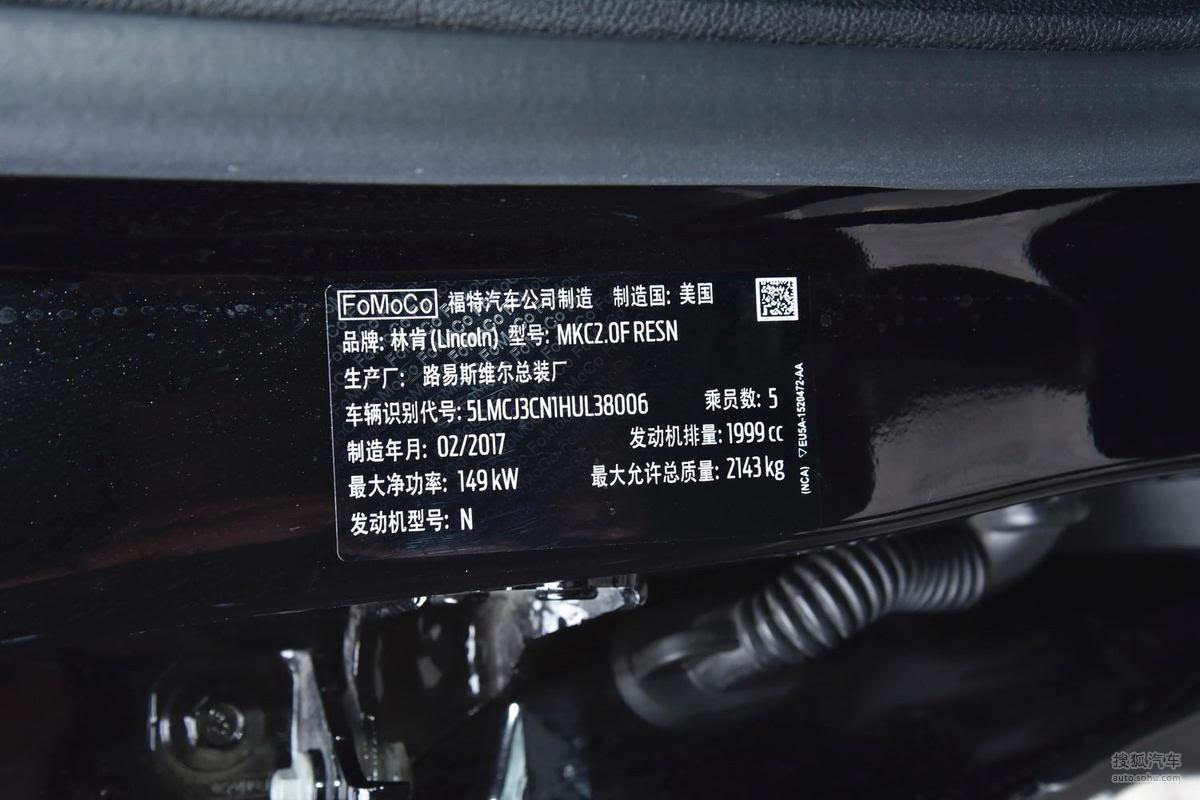 FoMoCo 福特汽车公司制造 制造国: 美国
品牌: 林肯 (Lincoln) 型号: MKC2.0F RESN
生产厂: 路易斯维尔总装厂
车辆识别代号: 5LMCJ3CN1HUL38006 乘员数: 5
制造年月: 02/2017 发动机排量: 1999 cc
最大净功率: 149 kW 最大允许总质量: 2143 kg
发动机型号: N
(NCA) ▽EU5A-1520472-AA
搜狐汽车
auto.sohu.com